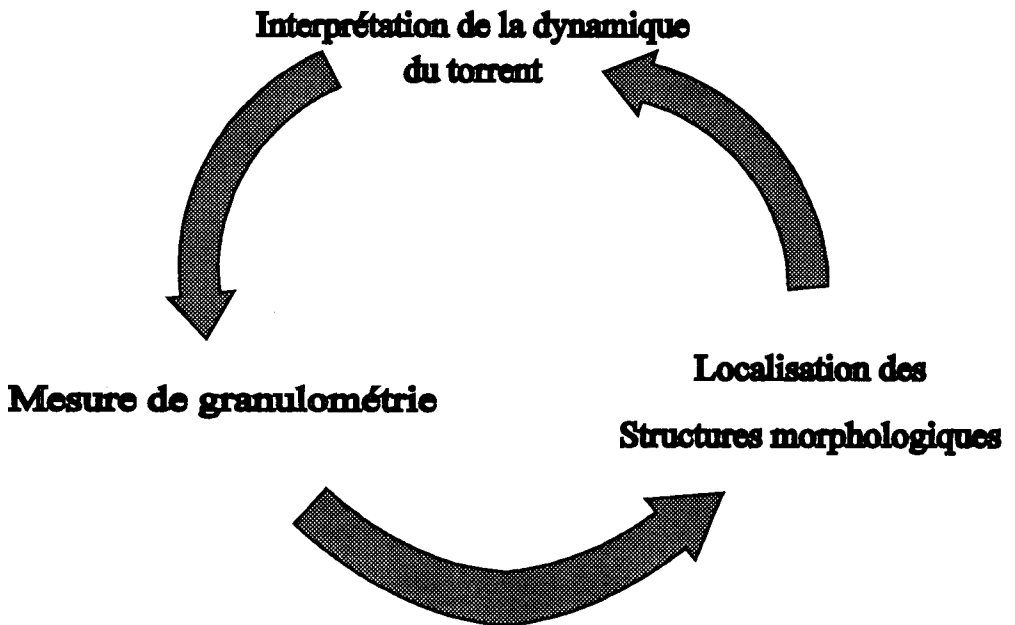 Interprétation de la dynamique
du torrent
Mesure de granulométrie
Localisation des
Structures morphologiques